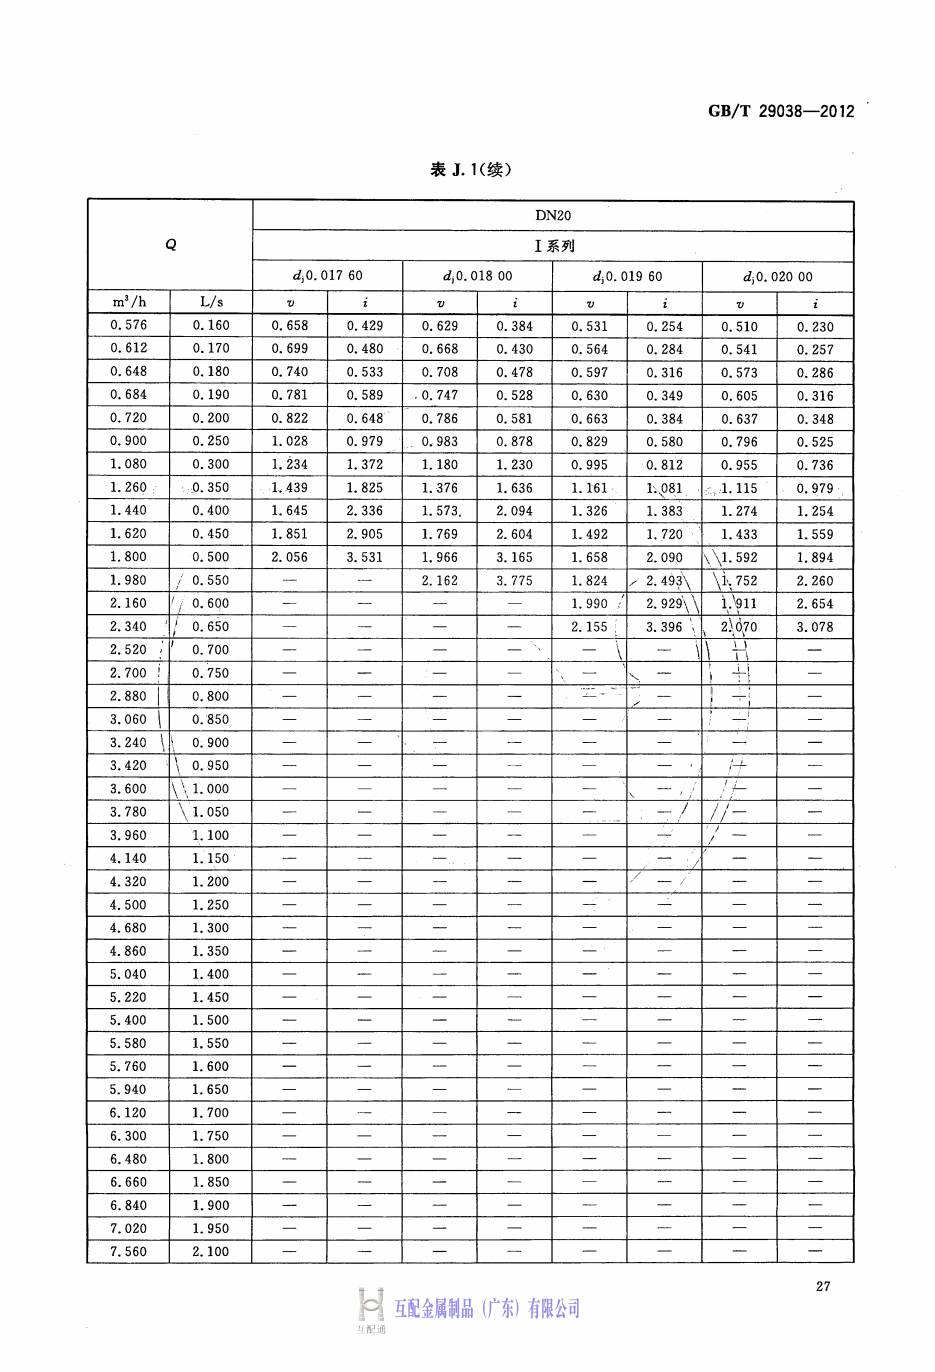 GB/T 29038—2012
表 J.1(续)
Q DN20
Ⅰ系列
dj0.017 60 dj0.018 00 dj0.019 60 dj0.020 00
m³/h L/s v i v i v i v i
0.576 0.160 0.658 0.429 0.629 0.384 0.531 0.254 0.510 0.230
0.612 0.170 0.699 0.480 0.668 0.430 0.564 0.284 0.541 0.257
0.648 0.180 0.740 0.533 0.708 0.478 0.597 0.316 0.573 0.286
0.684 0.190 0.781 0.589 0.747 0.528 0.630 0.349 0.605 0.316
0.720 0.200 0.822 0.648 0.786 0.581 0.663 0.384 0.637 0.348
0.900 0.250 1.028 0.979 0.983 0.878 0.829 0.580 0.796 0.525
1.080 0.300 1.234 1.372 1.180 1.230 0.995 0.812 0.955 0.736
1.260 0.350 1.439 1.825 1.376 1.636 1.161 1.081 1.115 0.979
1.440 0.400 1.645 2.336 1.573 2.094 1.326 1.383 1.274 1.254
1.620 0.450 1.851 2.905 1.769 2.604 1.492 1.720 1.433 1.559
1.800 0.500 2.056 3.531 1.966 3.165 1.658 2.090 1.592 1.894
1.980 0.550 — — 2.162 3.775 1.824 2.493 1.752 2.260
2.160 0.600 — — — — 1.990 2.929 1.911 2.654
2.340 0.650 — — — — 2.155 3.396 2.070 3.078
2.520 0.700 — — — — — — — —
2.700 0.750 — — — — — — — —
2.880 0.800 — — — — — — — —
3.060 0.850 — — — — — — — —
3.240 0.900 — — — — — — — —
3.420 0.950 — — — — — — — —
3.600 1.000 — — — — — — — —
3.780 1.050 — — — — — — — —
3.960 1.100 — — — — — — — —
4.140 1.150 — — — — — — — —
4.320 1.200 — — — — — — — —
4.500 1.250 — — — — — — — —
4.680 1.300 — — — — — — — —
4.860 1.350 — — — — — — — —
5.040 1.400 — — — — — — — —
5.220 1.450 — — — — — — — —
5.400 1.500 — — — — — — — —
5.580 1.550 — — — — — — — —
5.760 1.600 — — — — — — — —
5.940 1.650 — — — — — — — —
6.120 1.700 — — — — — — — —
6.300 1.750 — — — — — — — —
6.480 1.800 — — — — — — — —
6.660 1.850 — — — — — — — —
6.840 1.900 — — — — — — — —
7.020 1.950 — — — — — — — —
7.560 2.100 — — — — — — — —
27
互配金属制品（广东）有限公司
互配通